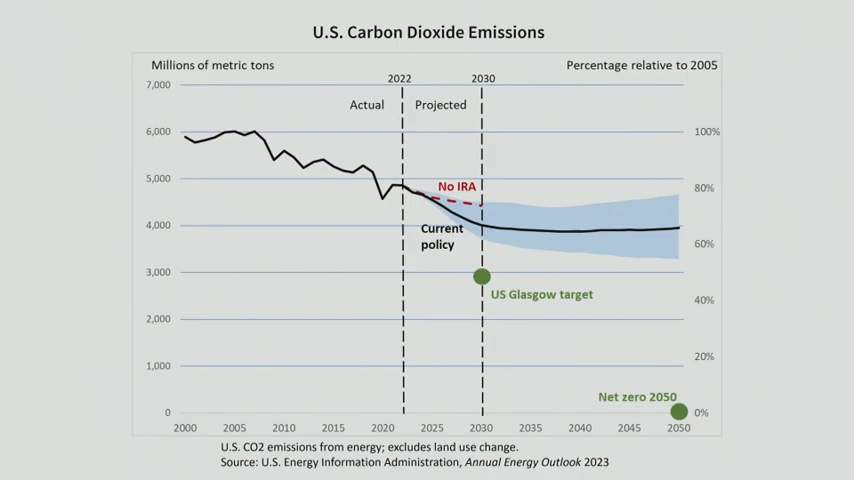 U.S. Carbon Dioxide Emissions
Millions of metric tons
Percentage relative to 2005
2022
2030
7,000
Actual
Projected
6,000
100%
5,000
No IRA
80%
4,000
Current
policy
60%
3,000
US Glasgow target
40%
2,000
20%
1,000
Net zero 2050
0
0%
2000 2005 2010 2015 2020 2025 2030 2035 2040 2045 2050
U.S. CO2 emissions from energy; excludes land use change.
Source: U.S. Energy Information Administration, Annual Energy Outlook 2023